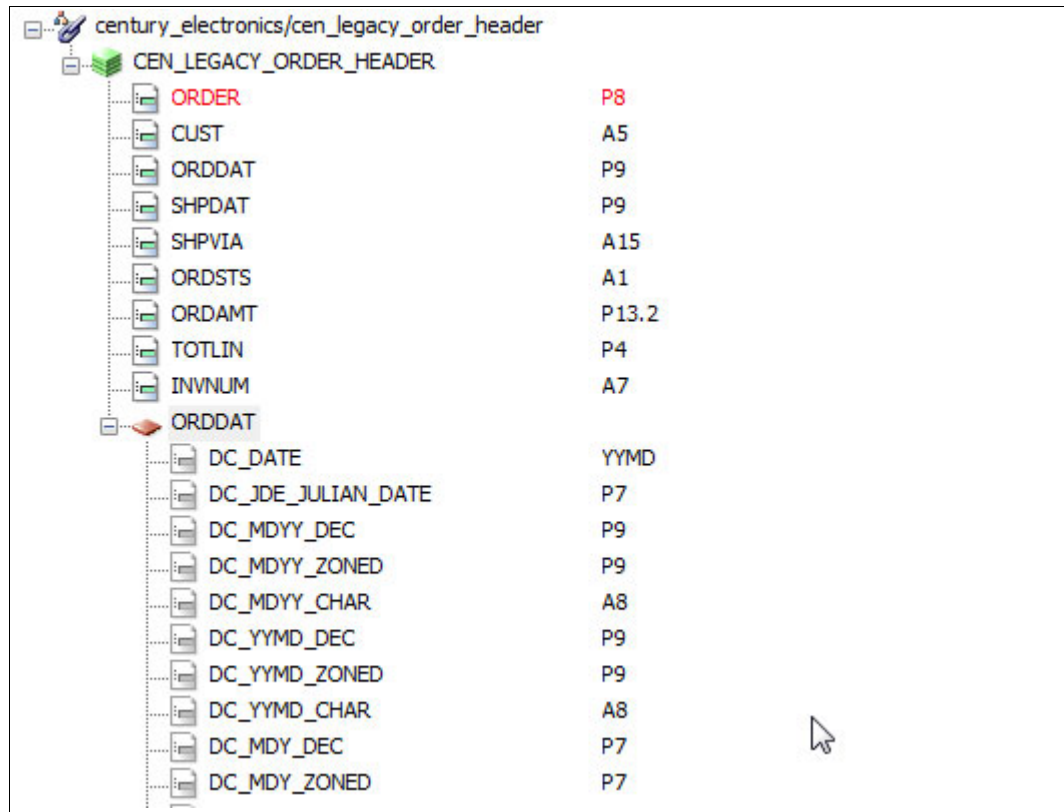 century_electronics/cen_legacy_order_header
CEN_LEGACY_ORDER_HEADER
ORDER P8
CUST A5
ORDDAT P9
SHPDAT P9
SHPVIA A15
ORDSTS A1
ORDAMT P13.2
TOTLIN P4
INVNUM A7
ORDDAT
DC_DATE YYMD
DC_JDE_JULIAN_DATE P7
DC_MDYY_DEC P9
DC_MDYY_ZONED P9
DC_MDYY_CHAR A8
DC_YYMD_DEC P9
DC_YYMD_ZONED P9
DC_YYMD_CHAR A8
DC_MDY_DEC P7
DC_MDY_ZONED P7